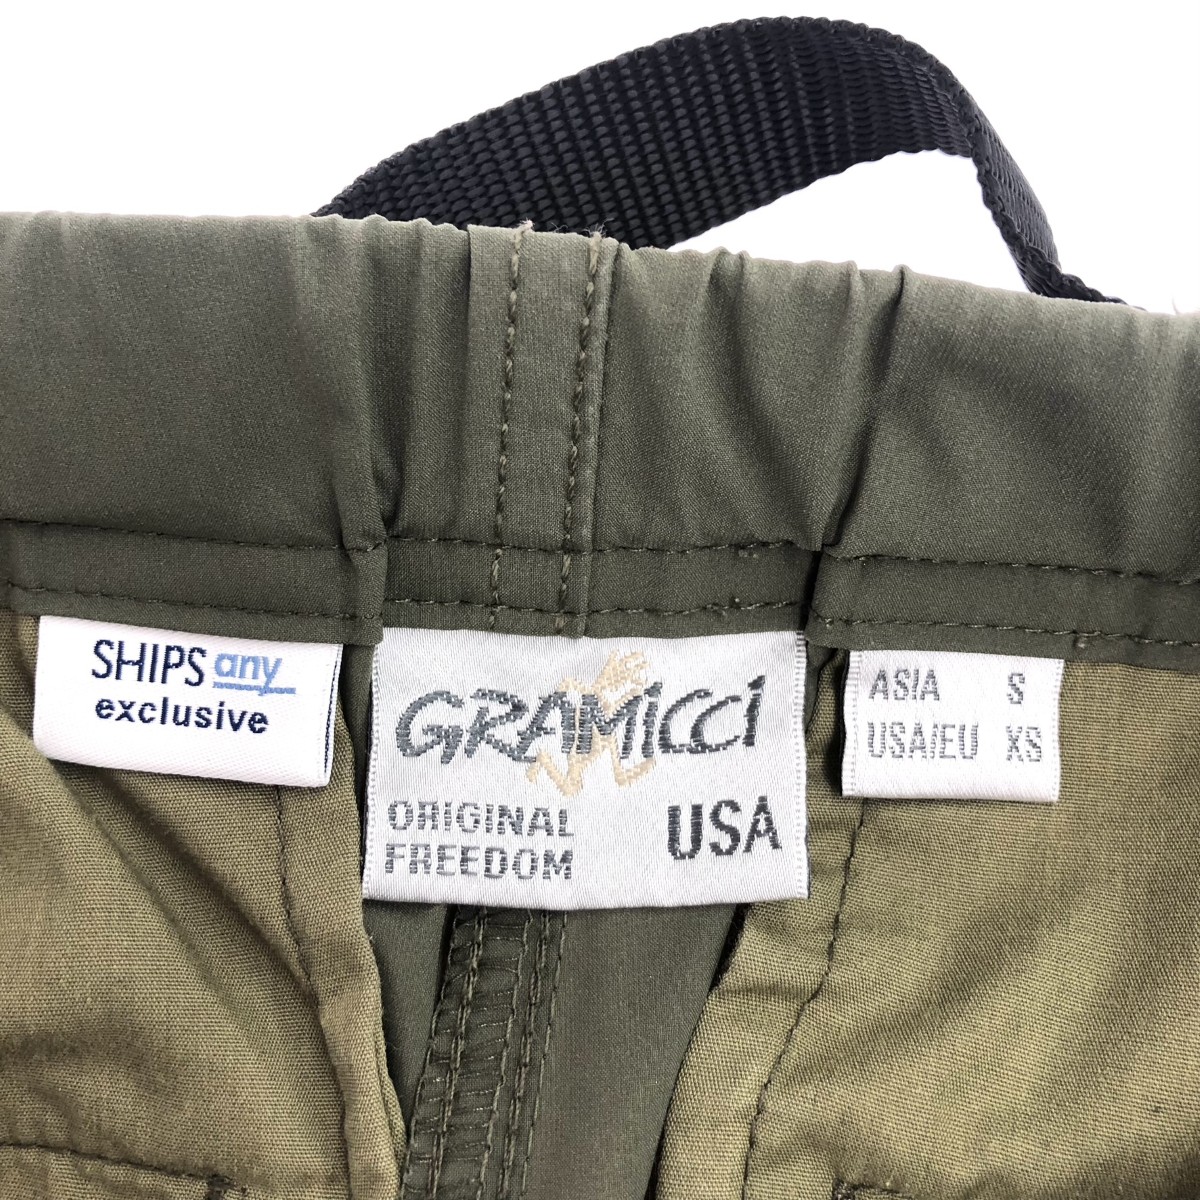 SHIPS any
exclusive
GRAMICCI
ORIGINAL
FREEDOM
USA
ASIA S
USA/EU XS